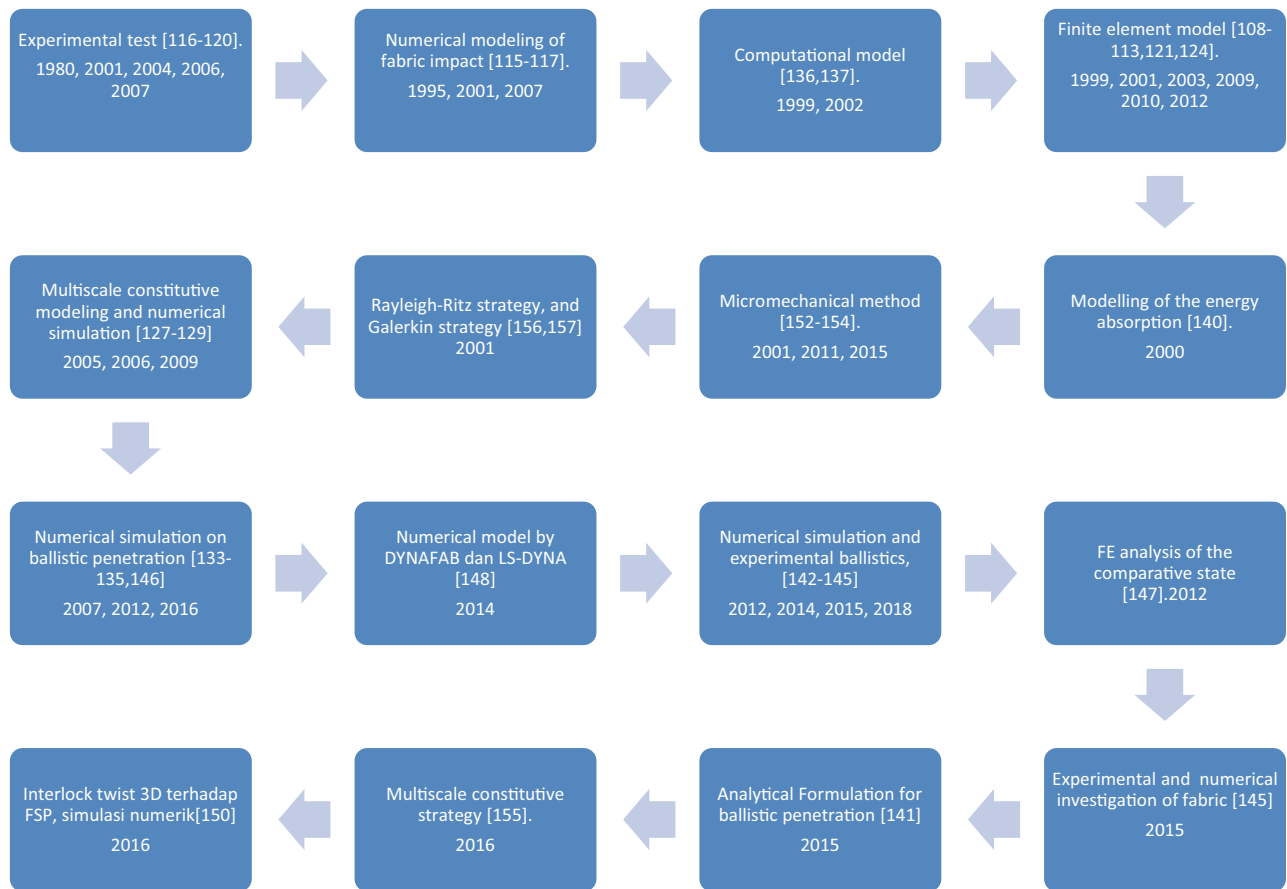 Experimental test [116-120].
1980, 2001, 2004, 2006,
2007
Numerical modeling of
fabric impact [115-117].
1995, 2001, 2007
Computational model
[136,137].
1999, 2002
Finite element model [108-
113,121,124].
1999, 2001, 2003, 2009,
2010, 2012
Modelling of the energy
absorption [140].
2000
Micromechanical method
[152-154].
2001, 2011, 2015
Rayleigh-Ritz strategy, and
Galerkin strategy [156,157]
2001
Multiscale constitutive
modeling and numerical
simulation [127-129]
2005, 2006, 2009
Numerical simulation on
ballistic penetration [133-
135,146]
2007, 2012, 2016
Numerical model by
DYNAFAB dan LS-DYNA
[148]
2014
Numerical simulation and
experimental ballistics,
[142-145]
2012, 2014, 2015, 2018
FE analysis of the
comparative state
[147].2012
Experimental and numerical
investigation of fabric [145]
2015
Analytical Formulation for
ballistic penetration [141]
2015
Multiscale constitutive
strategy [155].
2016
Interlock twist 3D terhadap
FSP, simulasi numerik[150]
2016